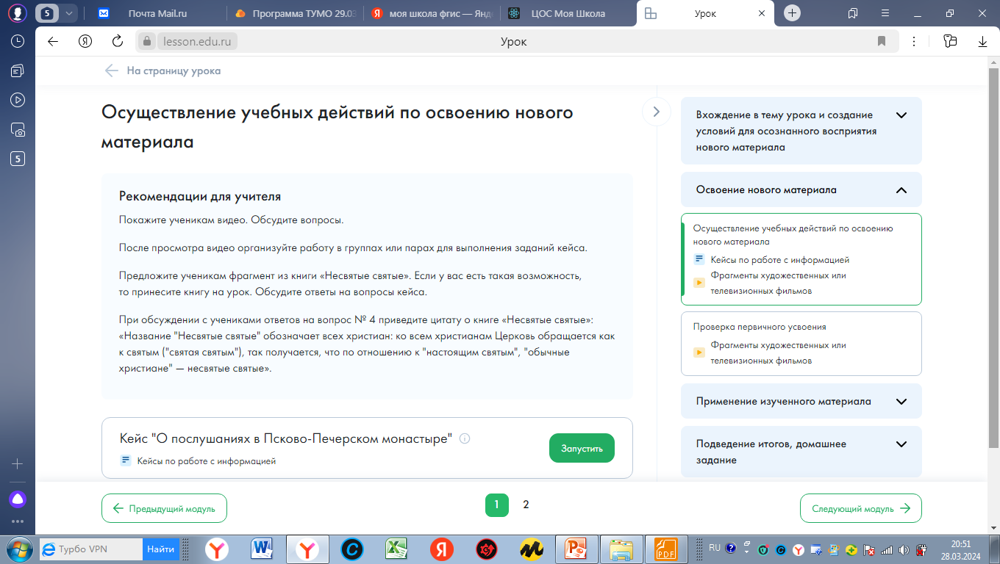 5
Почта Mail.ru
Программа ТУМО 29.03
моя школа фгис — Янд
ЦОС Моя Школа
Урок
lesson.edu.ru
Урок
5
На страницу урока
Осуществление учебных действий по освоению нового
материала
Рекомендации для учителя
Покажите ученикам видео. Обсудите вопросы.
После просмотра видео организуйте работу в группах или парах для выполнения заданий кейса.
Предложите ученикам фрагмент из книги «Несвятые святые». Если у вас есть такая возможность,
то принесите книгу на урок. Обсудите ответы на вопросы кейса.
При обсуждении с учениками ответов на вопрос № 4 приведите цитату о книге «Несвятые святые»:
«Название "Несвятые святые" обозначает всех христиан: ко всем христианам Церковь обращается как
к святым ("святая святым"), так получается, что по отношению к "настоящим святым", "обычные
христиане" — несвятые святые».
Кейс "О послушаниях в Псково-Печерском монастыре"
Кейсы по работе с информацией
Запустить
Вхождение в тему урока и создание
условий для осознанного восприятия
нового материала
Освоение нового материала
Осуществление учебных действий по освоению
нового материала
Кейсы по работе с информацией
Фрагменты художественных или
телевизионных фильмов
Проверка первичного усвоения
Фрагменты художественных или
телевизионных фильмов
Применение изученного материала
Подведение итогов, домашнее
задание
Предыдущий модуль
1 2
Следующий модуль
Турбо VPN
Найти
PDF
RU
20:51
28.03.2024